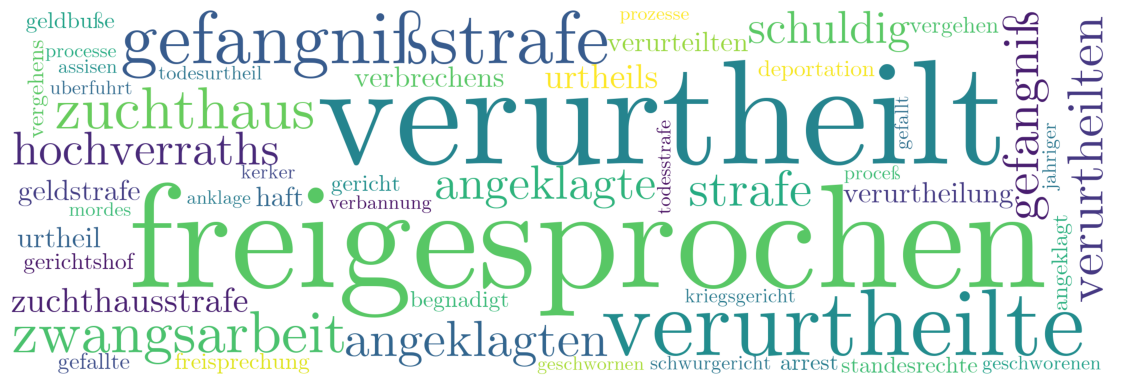 geldbuße
prozesse
gefangnißstrafe
schuldig
vergehen
verurteilten
processe
assisen
todesurtheil
verbrechens
urtheils
deportation
uberfuhrt
vergehens
zuchthaus
verurtheilt
gefallt
gefangniß
verurtheilten
hochverraths
kerker
todesstrafe
jahriger
geldstrafe
anklage
haft
gericht
verbannung
angeklagte
strafe
proceß
verurtheilung
mordes
freigesprochen
urtheil
gerichtshof
angeklagt
zuchthausstrafe
begnadigt
kriegsgericht
zwangsarbeit
angeklagten
verurtheilte
gefallte
freisprechung
geschwornen
schwurgericht
arrest
standesrechte
geschworenen